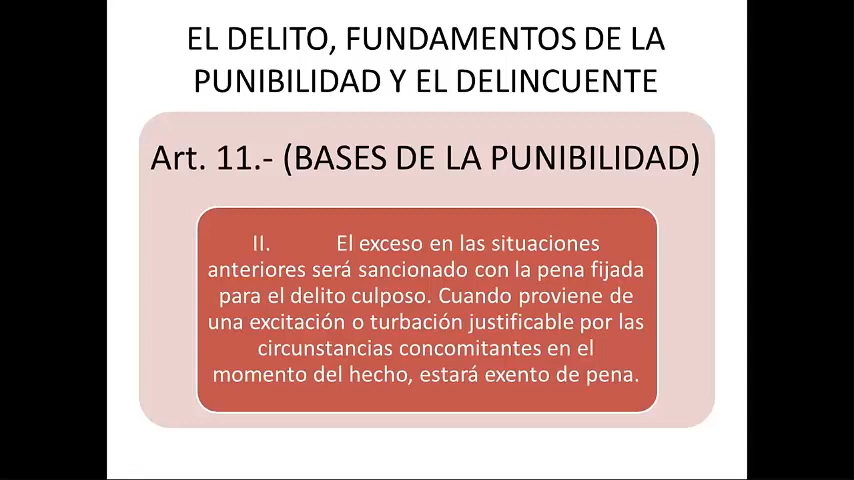 EL DELITO, FUNDAMENTOS DE LA
PUNIBILIDAD Y EL DELINCUENTE
Art. 11.- (BASES DE LA PUNIBILIDAD)
II. El exceso en las situaciones
anteriores será sancionado con la pena fijada
para el delito culposo. Cuando proviene de
una excitación o turbación justificable por las
circunstancias concomitantes en el
momento del hecho, estará exento de pena.